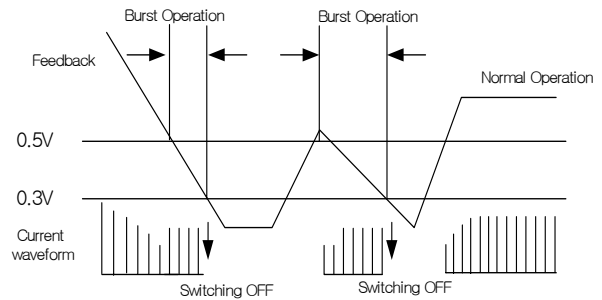 Burst Operation
Burst Operation
Feedback
Normal Operation
0.5V
0.3V
Current
waveform
Switching OFF
Switching OFF